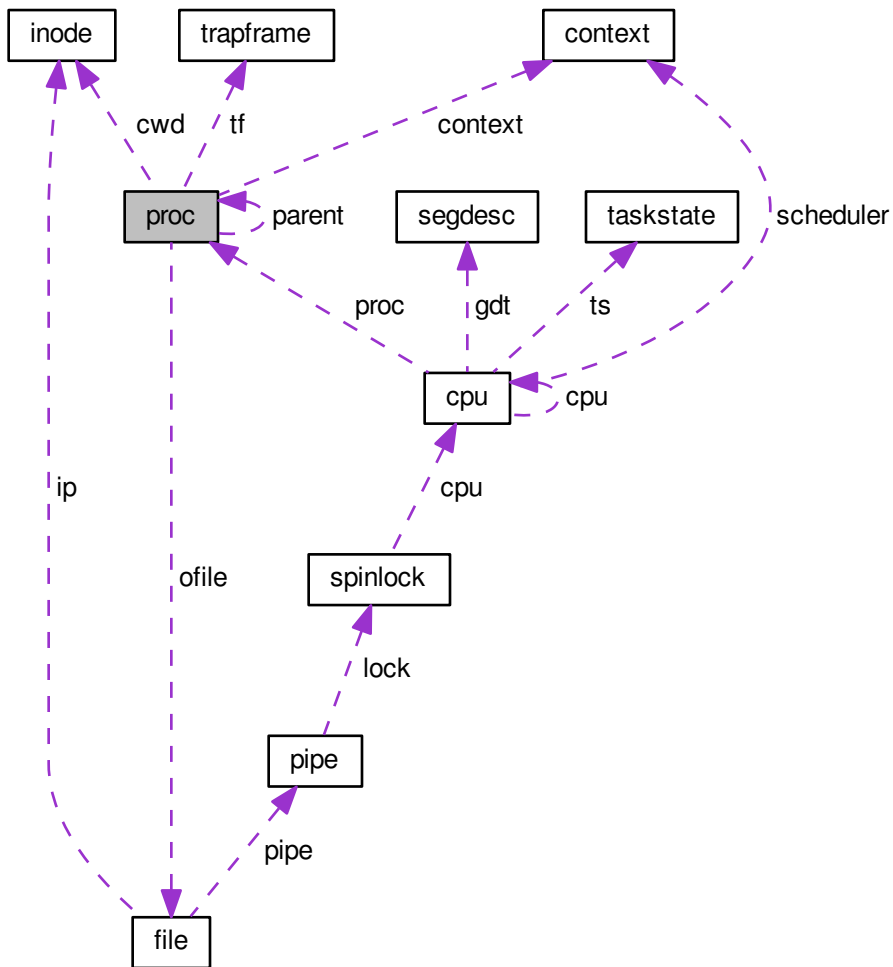 inode
trapframe
context
cwd
tf
context
proc
parent
segdesc
taskstate
scheduler
proc
gdt
ts
cpu
cpu
ip
cpu
spinlock
ofile
lock
pipe
pipe
file